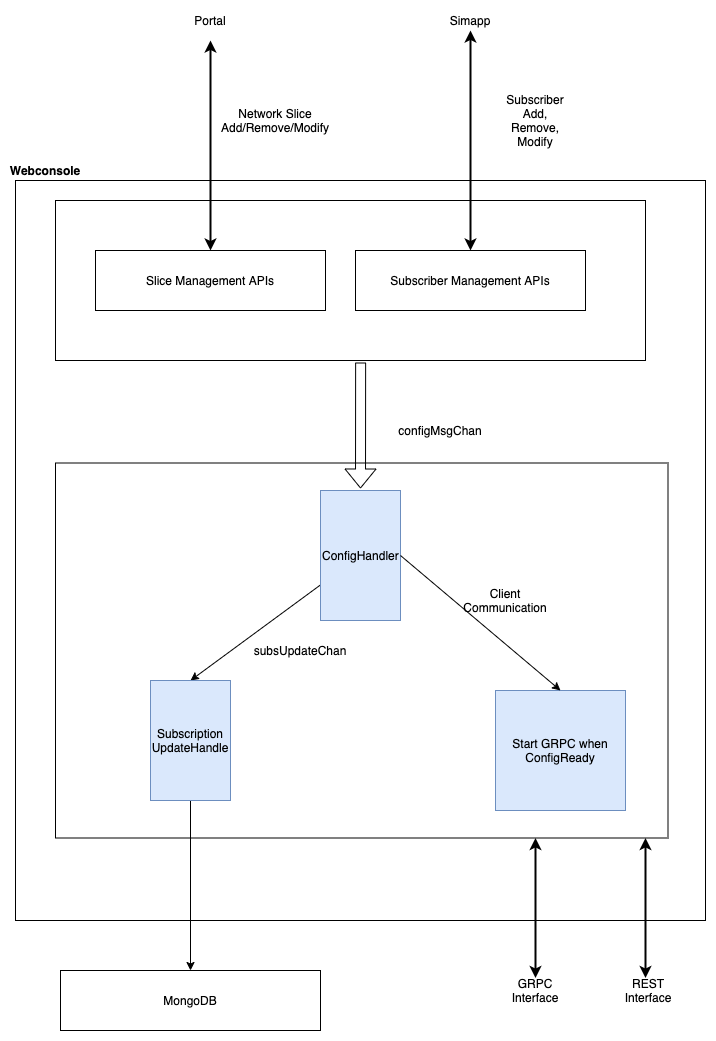 Portal
Simapp
Network Slice
Add/Remove/Modify
Subscriber
Add,
Remove,
Modify
Webconsole
Slice Management APIs
Subscriber Management APIs
configMsgChan
ConfigHandler
Client
Communication
subsUpdateChan
Subscription
UpdateHandle
Start GRPC when
ConfigReady
GRPC
Interface
REST
Interface
MongoDB